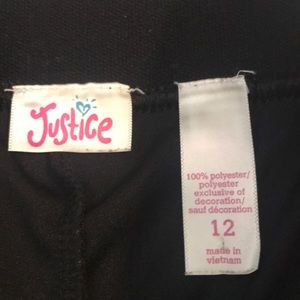 Justice
100% polyester/
polyester
exclusive of
decoration/
sauf décoration
12
made in
vietnam